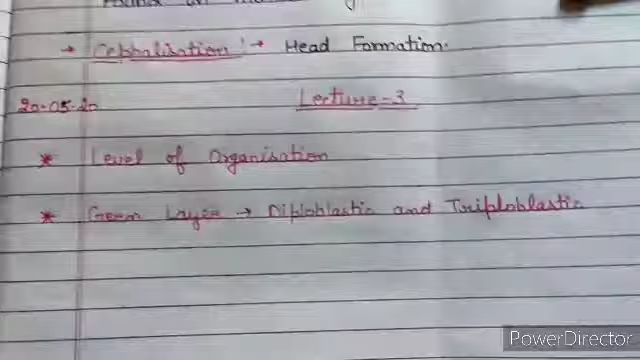 → Cephalisation :→ Head Formation.
20-05-20
Lecture-3
* Level of Organisation
* Germ Layer → Diploblastic and Triploblastic
PowerDirector